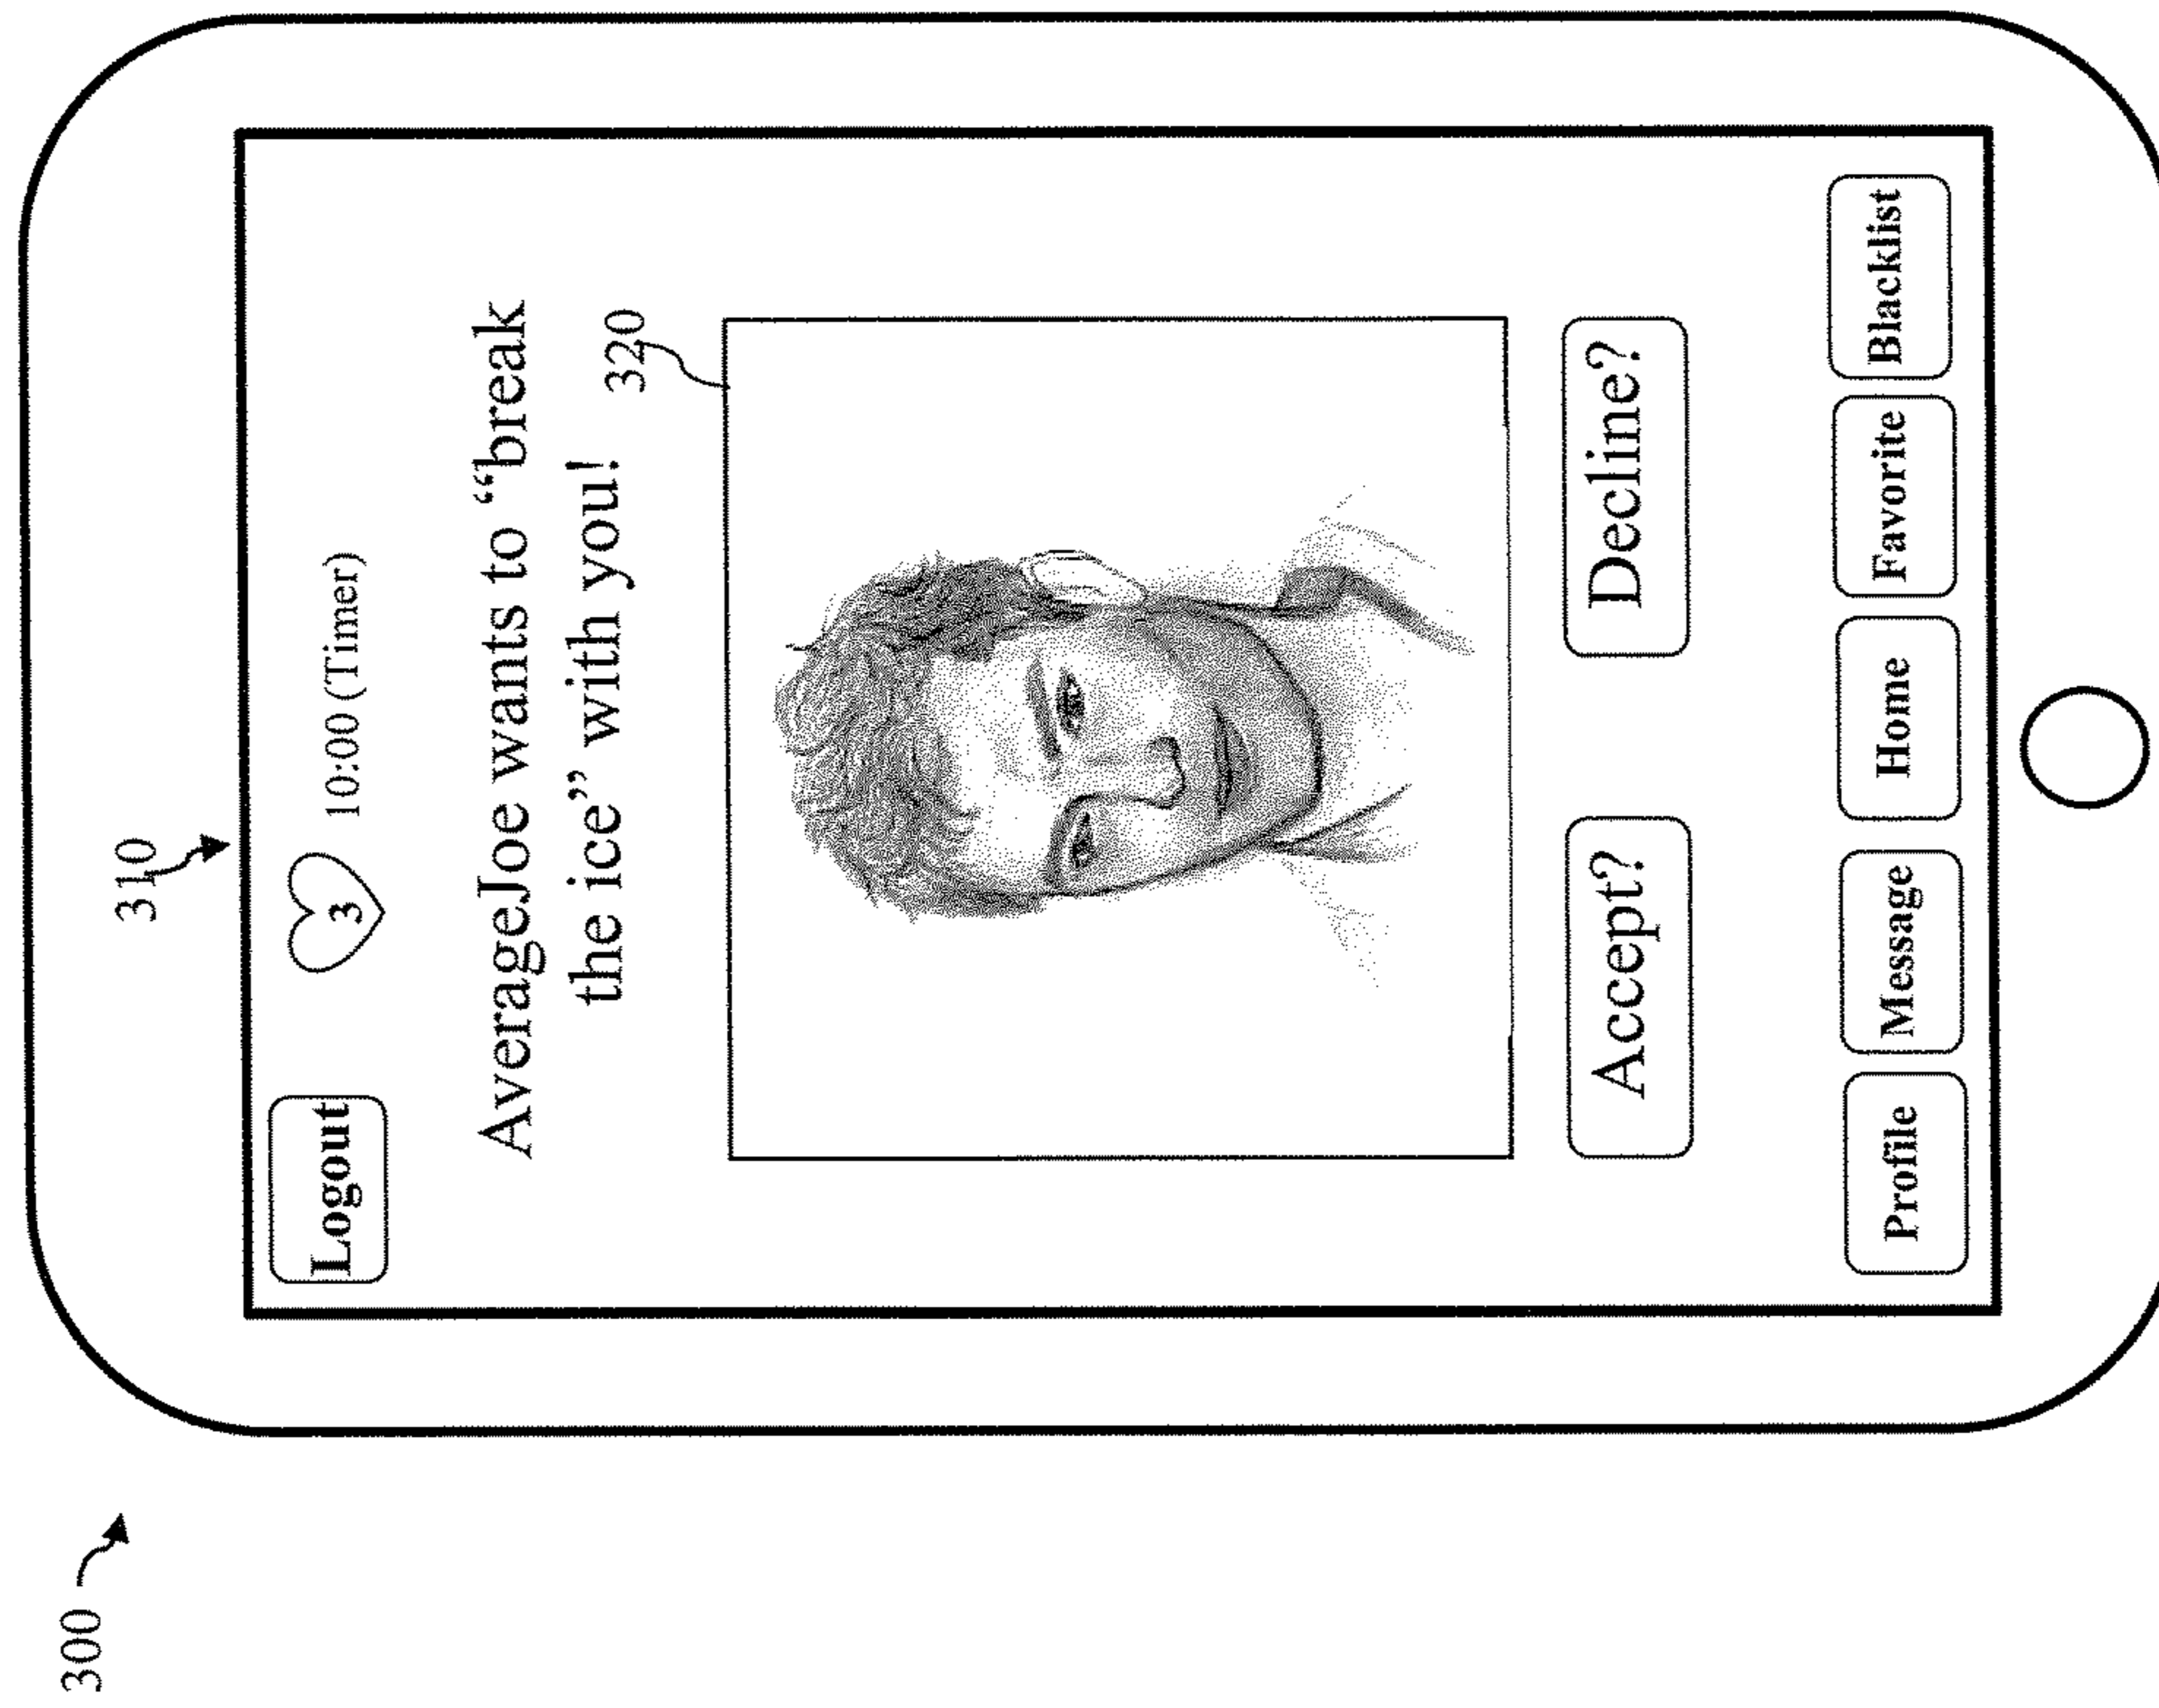 300
310
Logout
3
10:00 (Timer)
AverageJoe wants to “break
the ice” with you!
320
Accept?
Decline?
Profile
Message
Home
Favorite
Blacklist